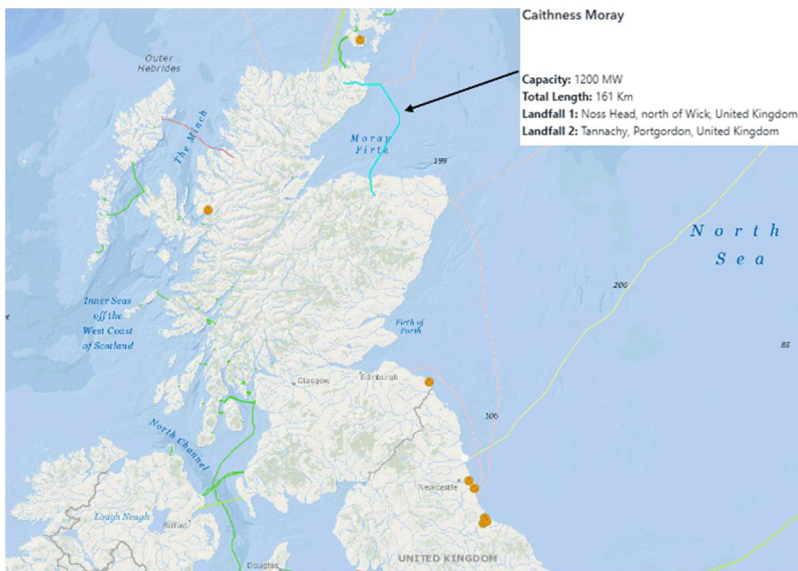 Caithness Moray
Capacity: 1200 MW
Total Length: 161 Km
Landfall 1: Noss Head, north of Wick, United Kingdom
Landfall 2: Tannachy, Portgordon, United Kingdom
Outer
Hebrides
The Minch
Moray
Firth
199
North
Sea
200
85
Inner Seas
off the
West Coast
of Scotland
Firth of
Forth
Glasgow
Edinburgh
106
North Channel
Newcastle
Lough Neagh
Belfast
Douglas
UNITED KINGDOM